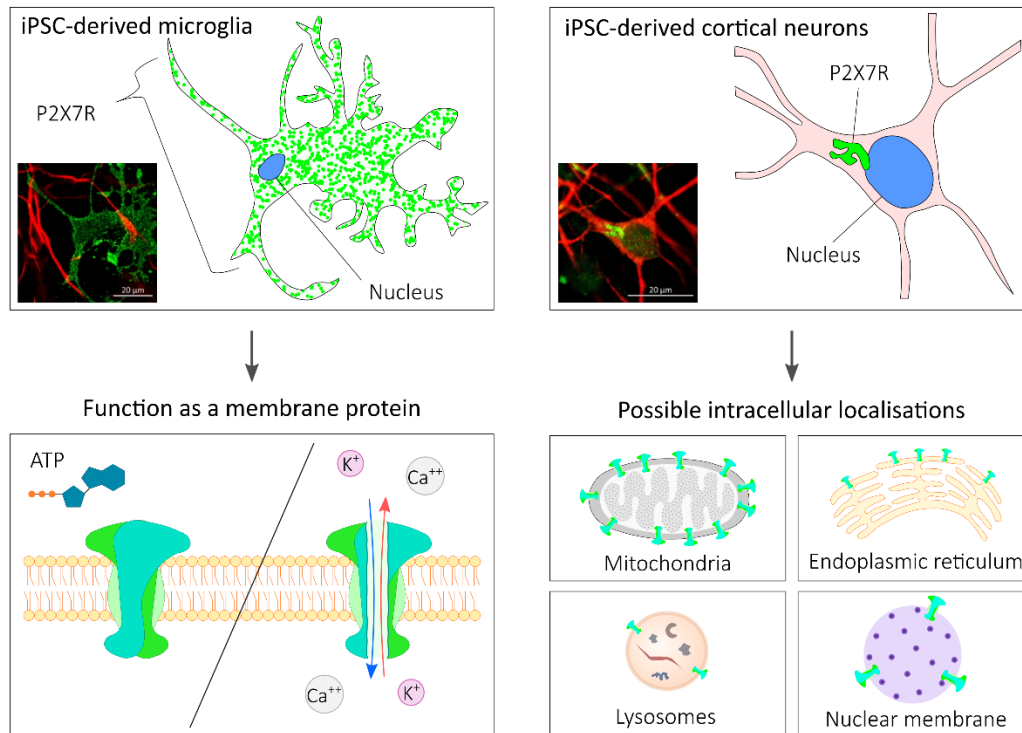 iPSC-derived microglia
P2X7R
Nucleus
20 µm
iPSC-derived cortical neurons
P2X7R
Nucleus
20 µm
Function as a membrane protein
ATP
K⁺
Ca⁺⁺
Ca⁺⁺
K⁺
Possible intracellular localisations
Mitochondria
Endoplasmic reticulum
Lysosomes
Nuclear membrane